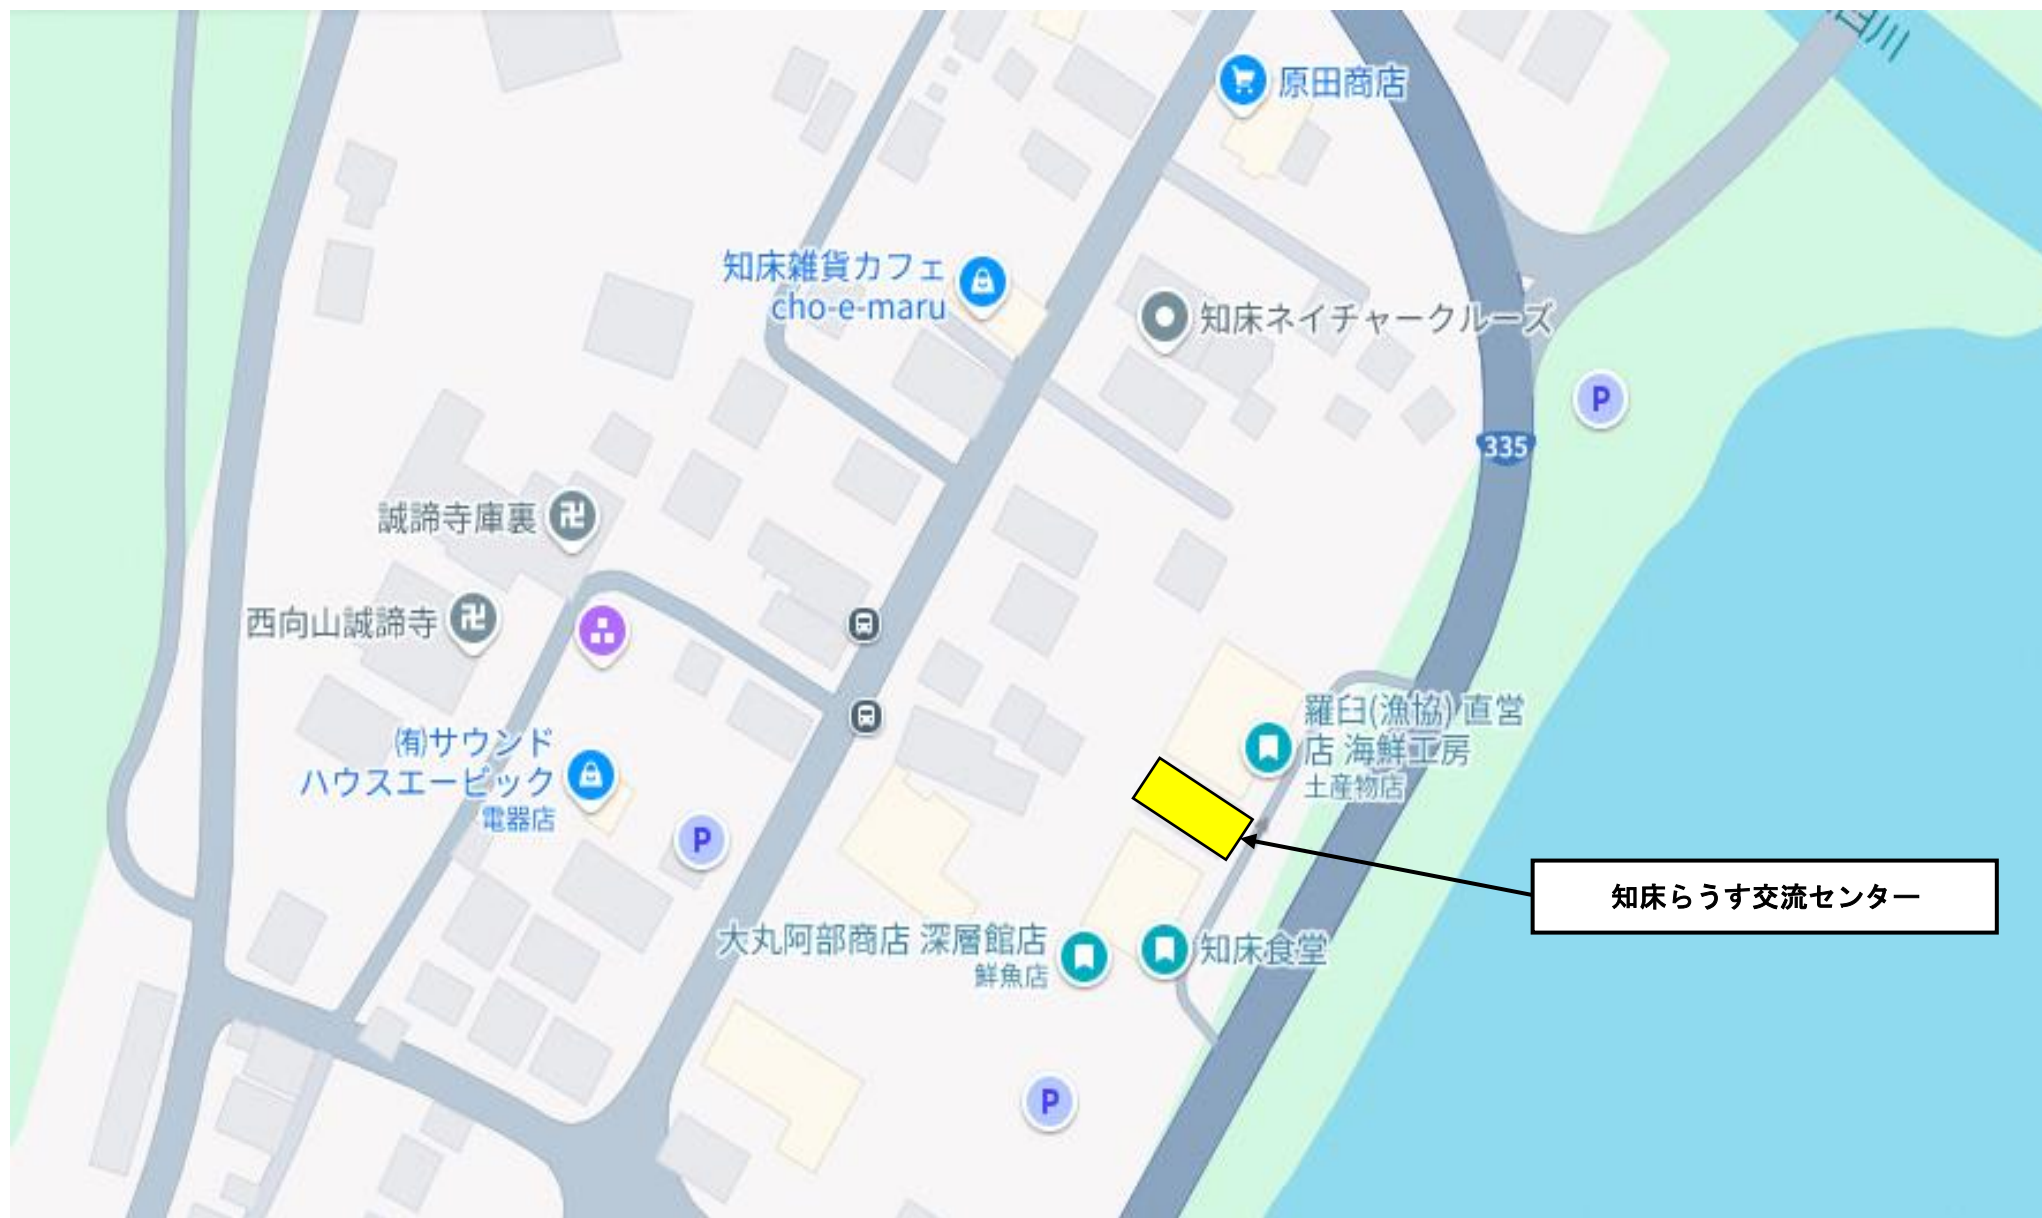 川
原田商店
知床雑貨カフェ
cho-e-maru
知床ネイチャークルーズ
P
335
誠諦寺庫裏
西向山誠諦寺
羅臼(漁協)直営
店 海鮮工房
土産物店
㈲サウンド
ハウスエーピック
電器店
P
知床らうす交流センター
大丸阿部商店 深層館店
鮮魚店
知床食堂
P